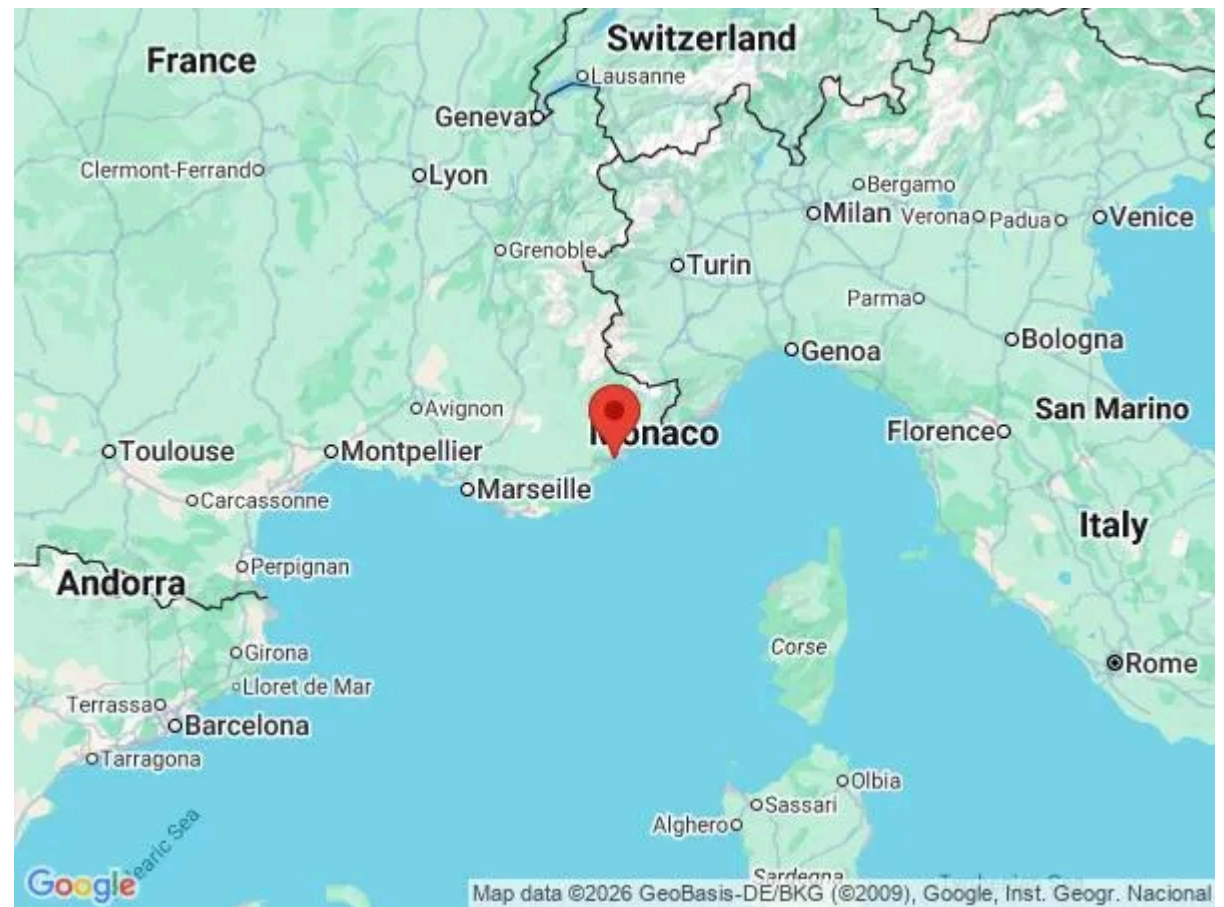 Switzerland
France
Lausanne
Geneva
Clermont-Ferrand
Lyon
Bergamo
Milan
Verona
Padua
Venice
Grenoble
Turin
Parma
Bologna
Genoa
Avignon
San Marino
Monaco
Florence
Toulouse
Montpellier
Marseille
Carcassonne
Italy
Perpignan
Andorra
Corse
Girona
Rome
Lloret de Mar
Terrassa
Barcelona
Tarragona
Olbia
Sassari
Alghero
Sea
Sardegna
Google
Map data ©2026 GeoBasis-DE/BKG (©2009), Google, Inst. Geogr. Nacional